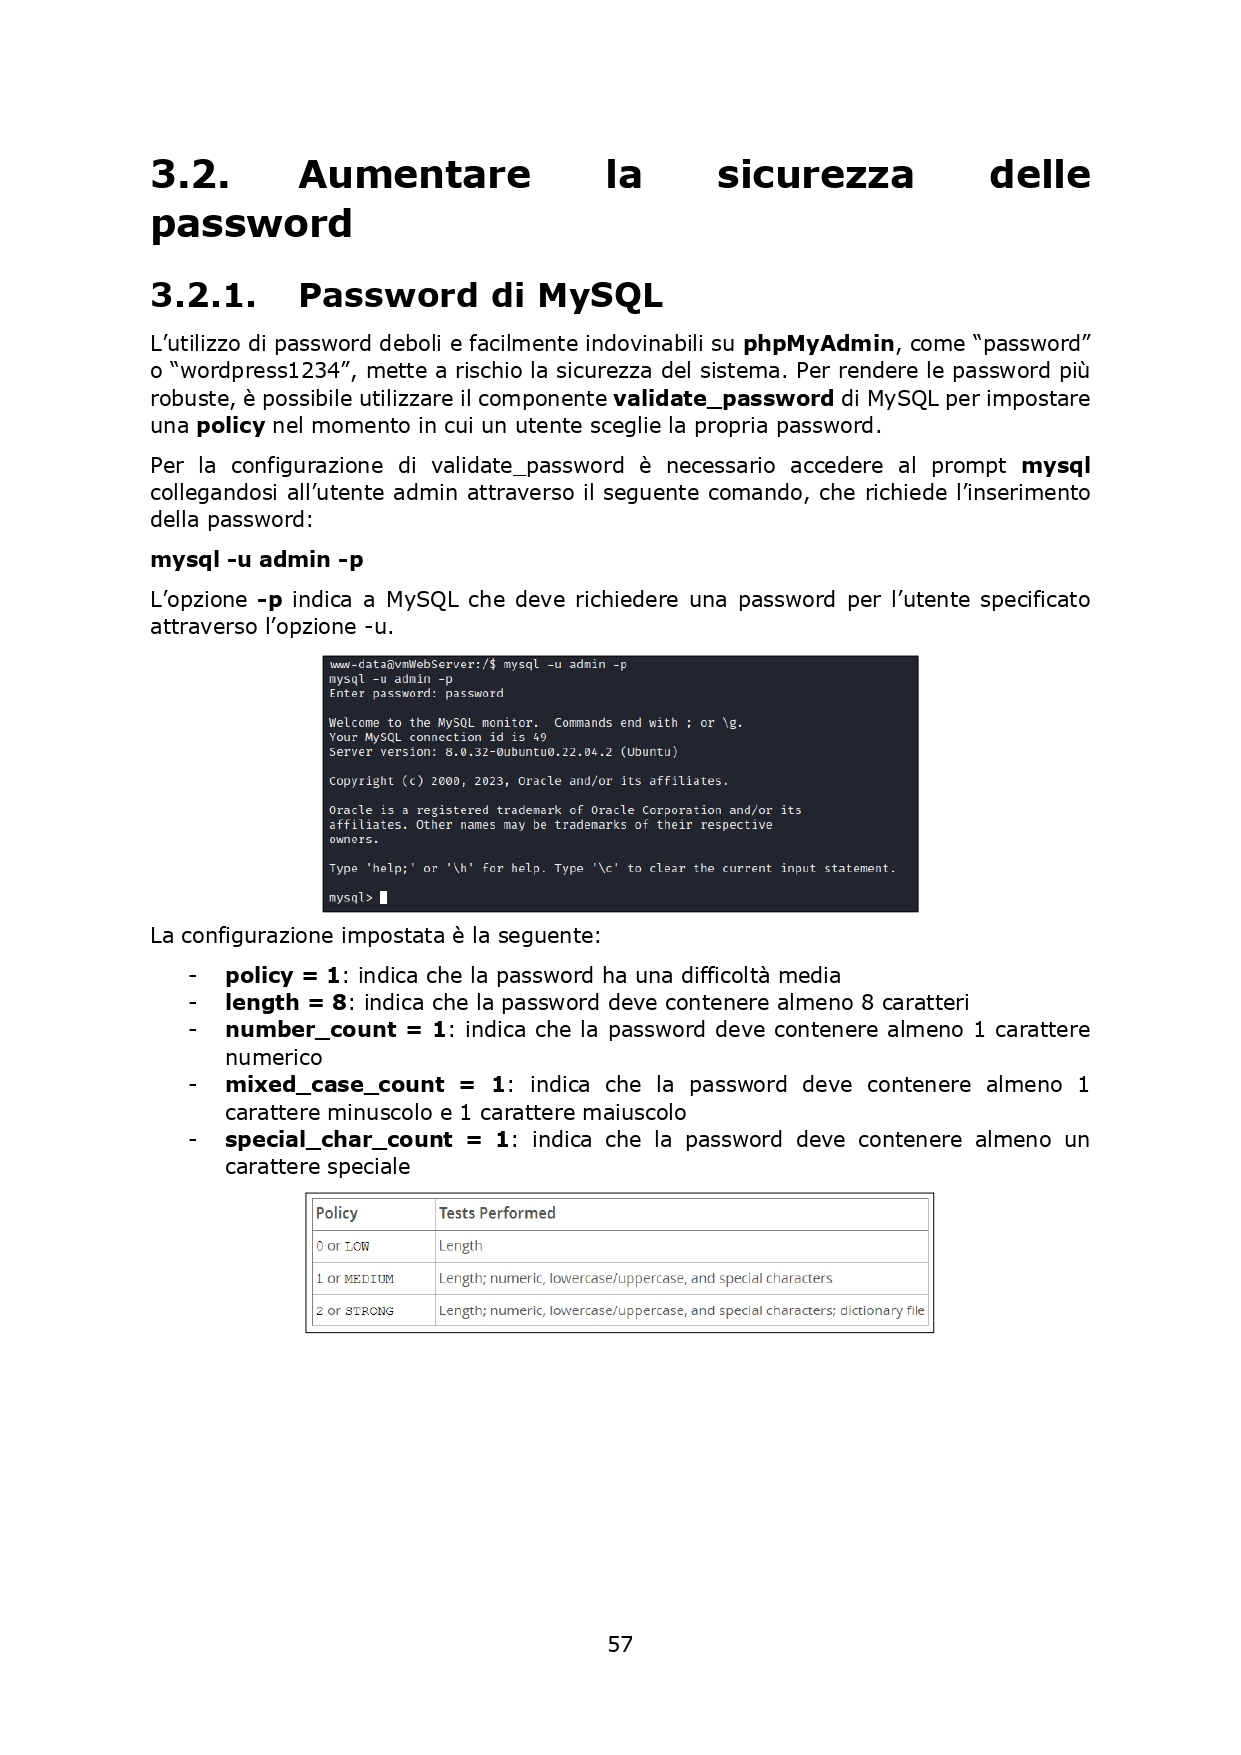 3.2. Aumentare la sicurezza delle
password
3.2.1. Password di MySQL
L’utilizzo di password deboli e facilmente indovinabili su phpMyAdmin, come “password”
o “wordpress1234”, mette a rischio la sicurezza del sistema. Per rendere le password più
robuste, è possibile utilizzare il componente validate_password di MySQL per impostare
una policy nel momento in cui un utente sceglie la propria password.
Per la configurazione di validate_password è necessario accedere al prompt mysql
collegandosi all’utente admin attraverso il seguente comando, che richiede l’inserimento
della password:
mysql -u admin -p
L’opzione -p indica a MySQL che deve richiedere una password per l’utente specificato
attraverso l’opzione -u.
www-data@vmWebServer:/$ mysql -u admin -p
mysql -u admin -p
Enter password: password
Welcome to the MySQL monitor.  Commands end with ; or \g.
Your MySQL connection id is 49
Server version: 8.0.32-0ubuntu0.22.04.2 (Ubuntu)
Copyright (c) 2000, 2023, Oracle and/or its affiliates.
Oracle is a registered trademark of Oracle Corporation and/or its
affiliates. Other names may be trademarks of their respective
owners.
Type 'help;' or '\h' for help. Type '\c' to clear the current input statement.
mysql>
La configurazione impostata è la seguente:
- policy = 1: indica che la password ha una difficoltà media
- length = 8: indica che la password deve contenere almeno 8 caratteri
- number_count = 1: indica che la password deve contenere almeno 1 carattere
numerico
- mixed_case_count = 1: indica che la password deve contenere almeno 1
carattere minuscolo e 1 carattere maiuscolo
- special_char_count = 1: indica che la password deve contenere almeno un
carattere speciale
Policy Tests Performed
0 or LOW Length
1 or MEDIUM Length; numeric, lowercase/uppercase, and special characters
2 or STRONG Length; numeric, lowercase/uppercase, and special characters; dictionary file
57